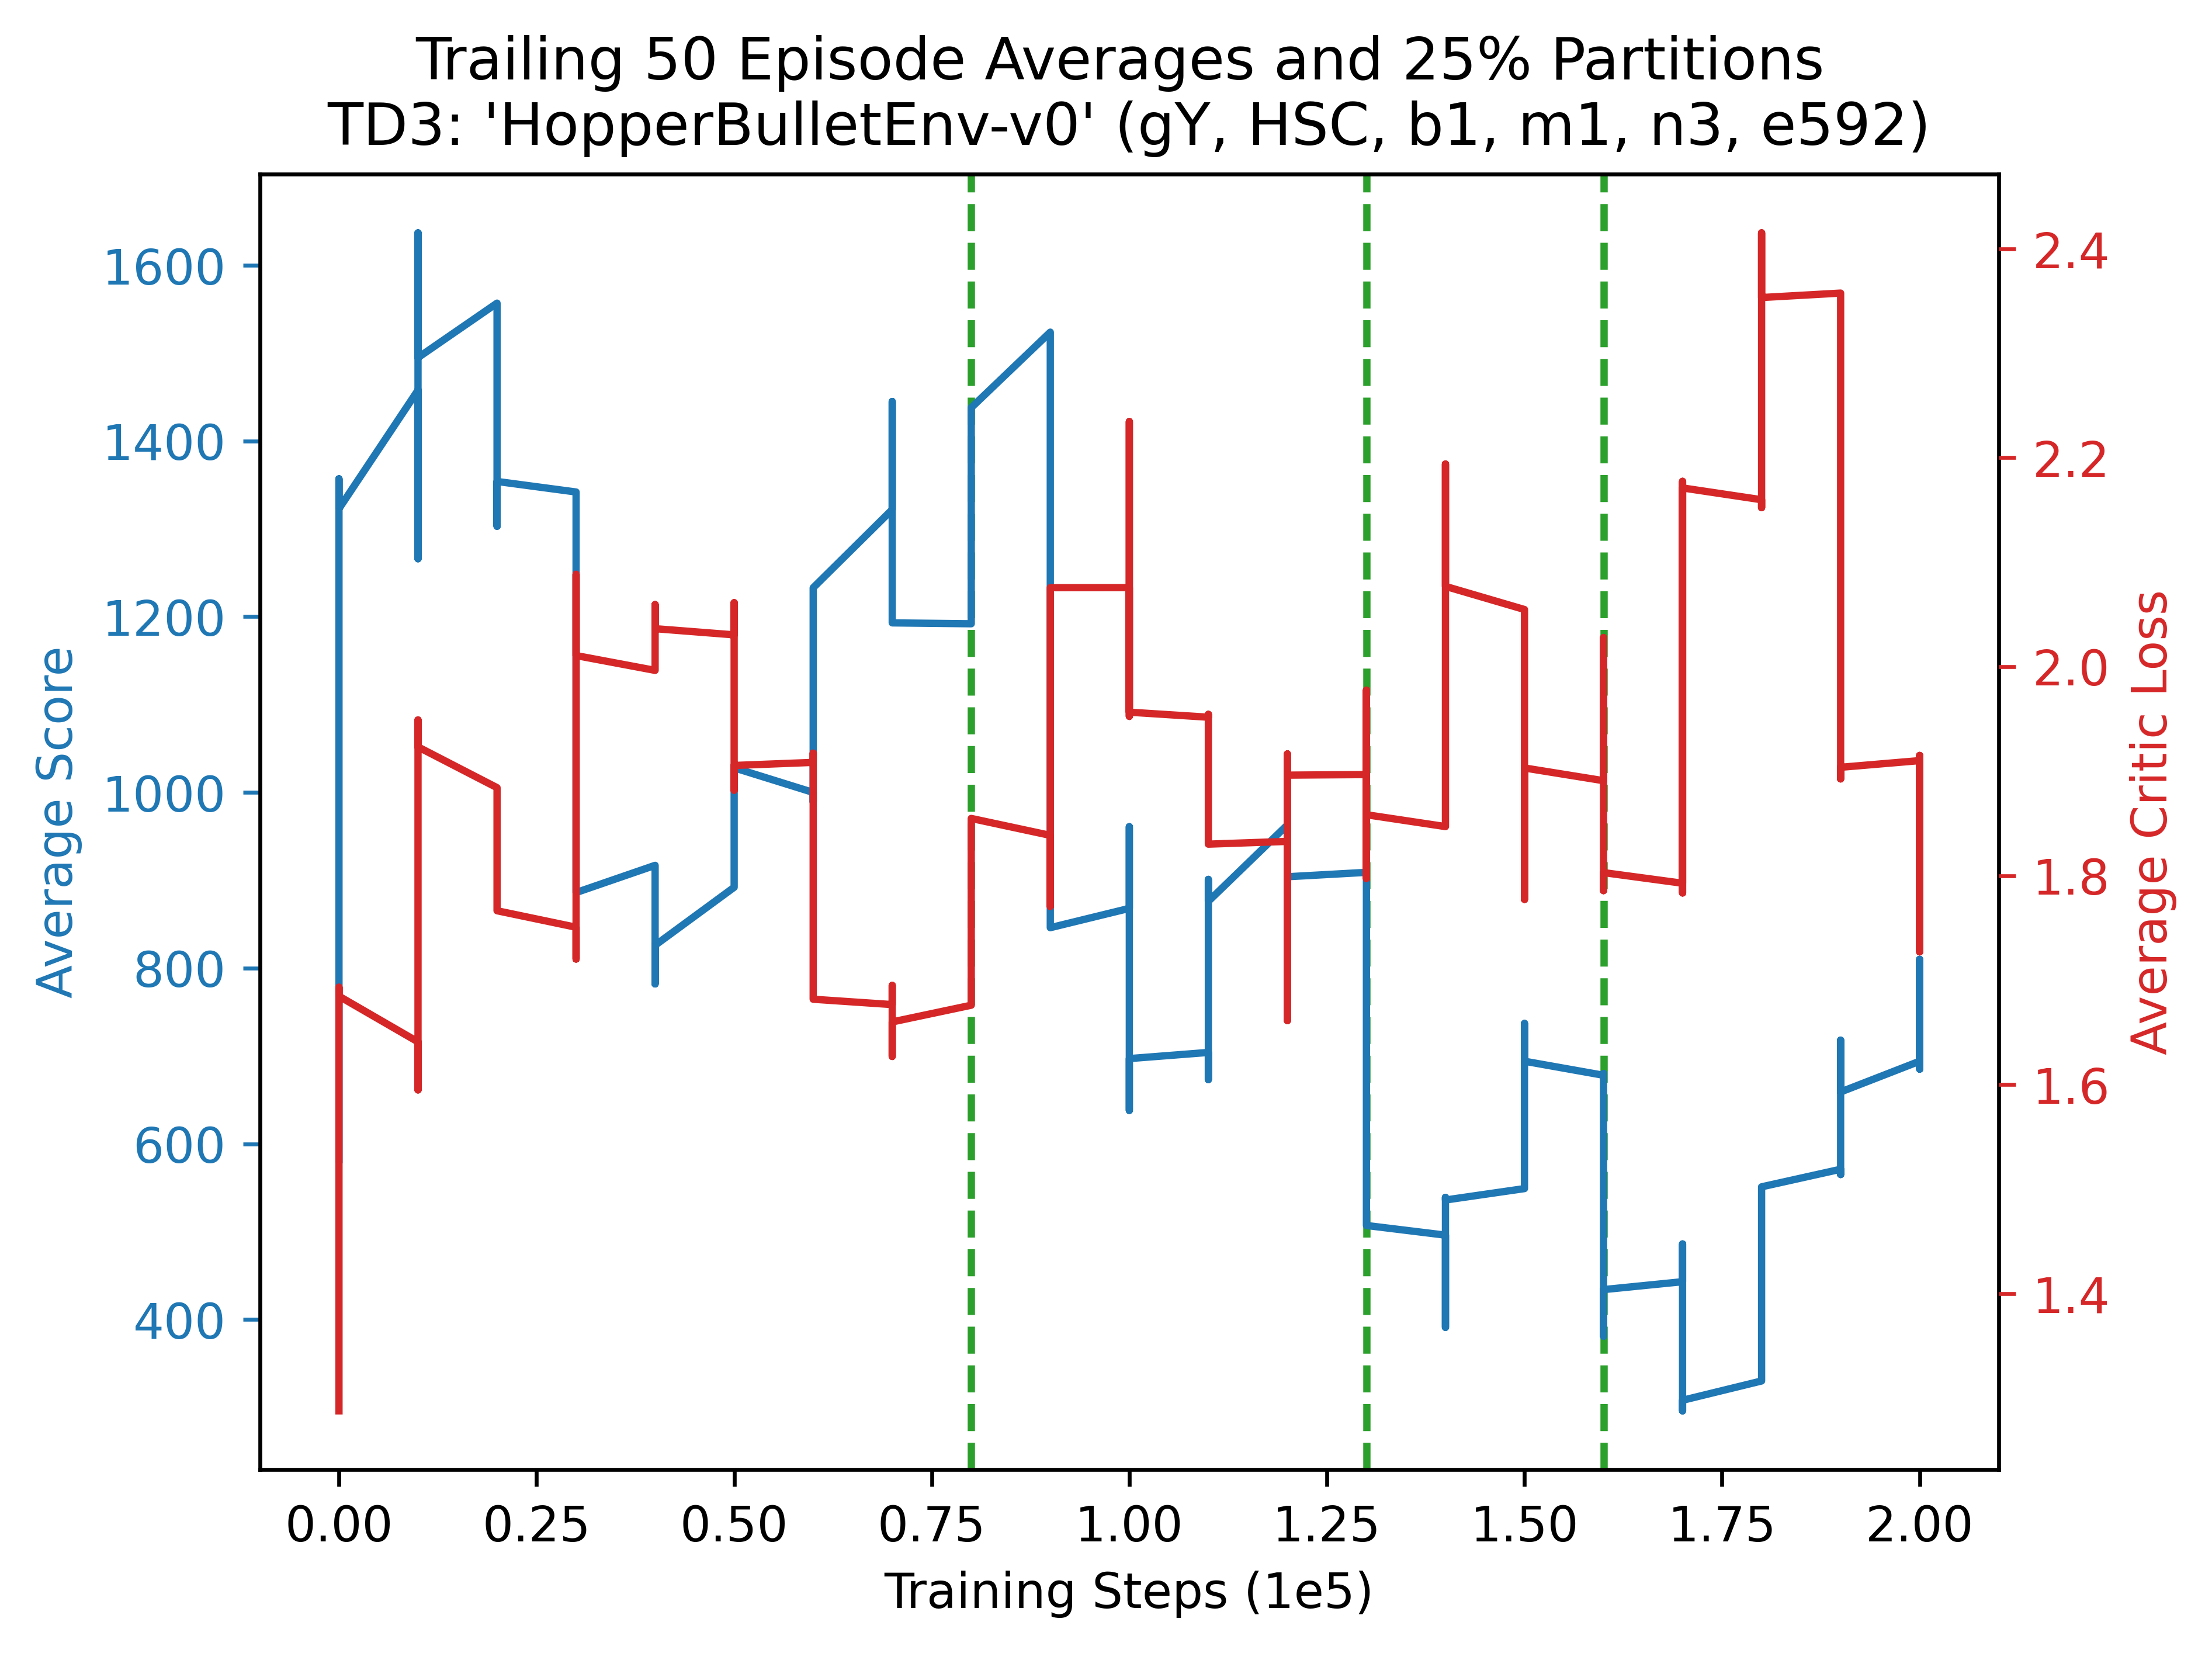 Trailing 50 Episode Averages and 25% Partitions
TD3: 'HopperBulletEnv-v0' (gY, HSC, b1, m1, n3, e592)
Average Score
1600
1400
1200
1000
800
600
400
2.4
2.2
2.0
1.8
1.6
1.4
Average Critic Loss
0.00 0.25 0.50 0.75 1.00 1.25 1.50 1.75 2.00
Training Steps (1e5)